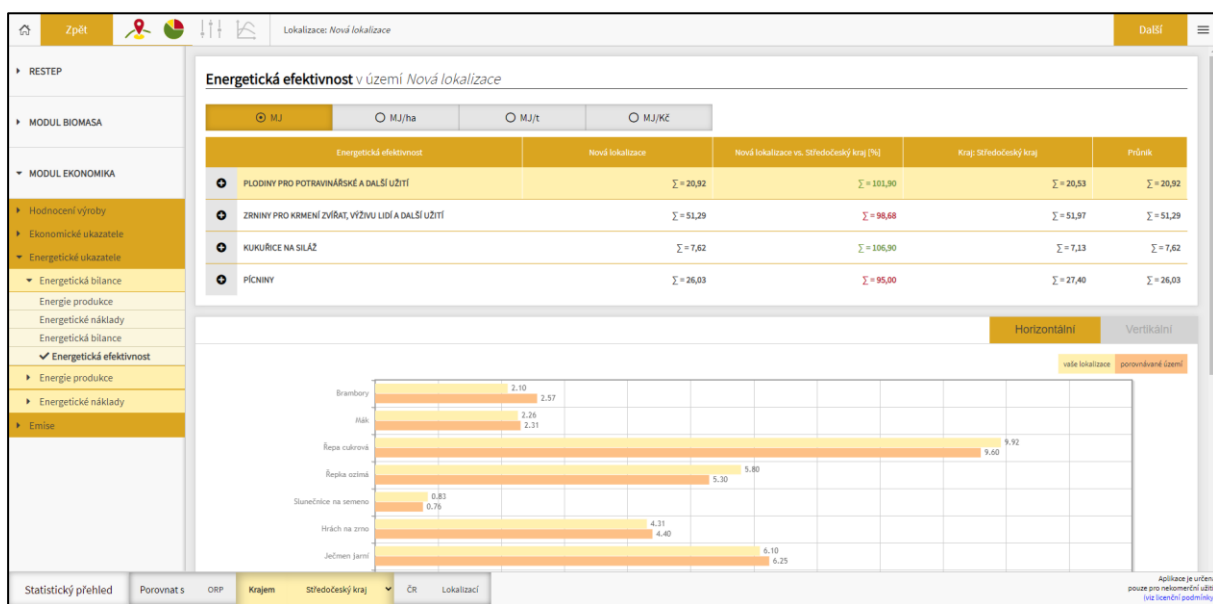 Zpět
Lokalizace: Nová lokalizace
Další
RESTEP
MODUL BIOMASA
MODUL EKONOMIKA
Hodnocení výroby
Ekonomické ukazatele
Energetické ukazatele
Energetická bilance
Energie produkce
Energetické náklady
Energetická bilance
Energetická efektivnost
Energie produkce
Energetické náklady
Emise
Energetická efektivnost v území Nová lokalizace
MJ MJ/ha MJ/t MJ/Kč
Energetická efektivnost Nová lokalizace Nová lokalizace vs. Středočeský kraj [%] Kraj: Středočeský kraj Průnik
PLODINY PRO POTRAVINÁŘSKÉ A DALŠÍ UŽITÍ ∑ = 20,92 ∑ = 101,90 ∑ = 20,53 ∑ = 20,92
ZRNINY PRO KRMENÍ ZVÍŘAT, VÝŽIVU LIDÍ A DALŠÍ UŽITÍ ∑ = 51,29 ∑ = 98,68 ∑ = 51,97 ∑ = 51,29
KUKUŘICE NA SILÁŽ ∑ = 7,62 ∑ = 106,90 ∑ = 7,13 ∑ = 7,62
PÍCNINY ∑ = 26,03 ∑ = 95,00 ∑ = 27,40 ∑ = 26,03
Horizontální Vertikální
vaše lokalizace porovnávané území
Brambory 2.10
2.57
Mák 2.26
2.31
Řepa cukrová 9.92
9.60
Řepka ozimá 5.80
5.30
Slunečnice na semeno 0.83
0.76
Hrách na zrno 4.31
4.40
Ječmen jarní 6.10
6.25
Statistický přehled Porovnat s ORP Krajem Středočeský kraj ČR Lokalizací
Aplikace je určena
pouze pro nekomerční užití
(viz licenční podmínky)